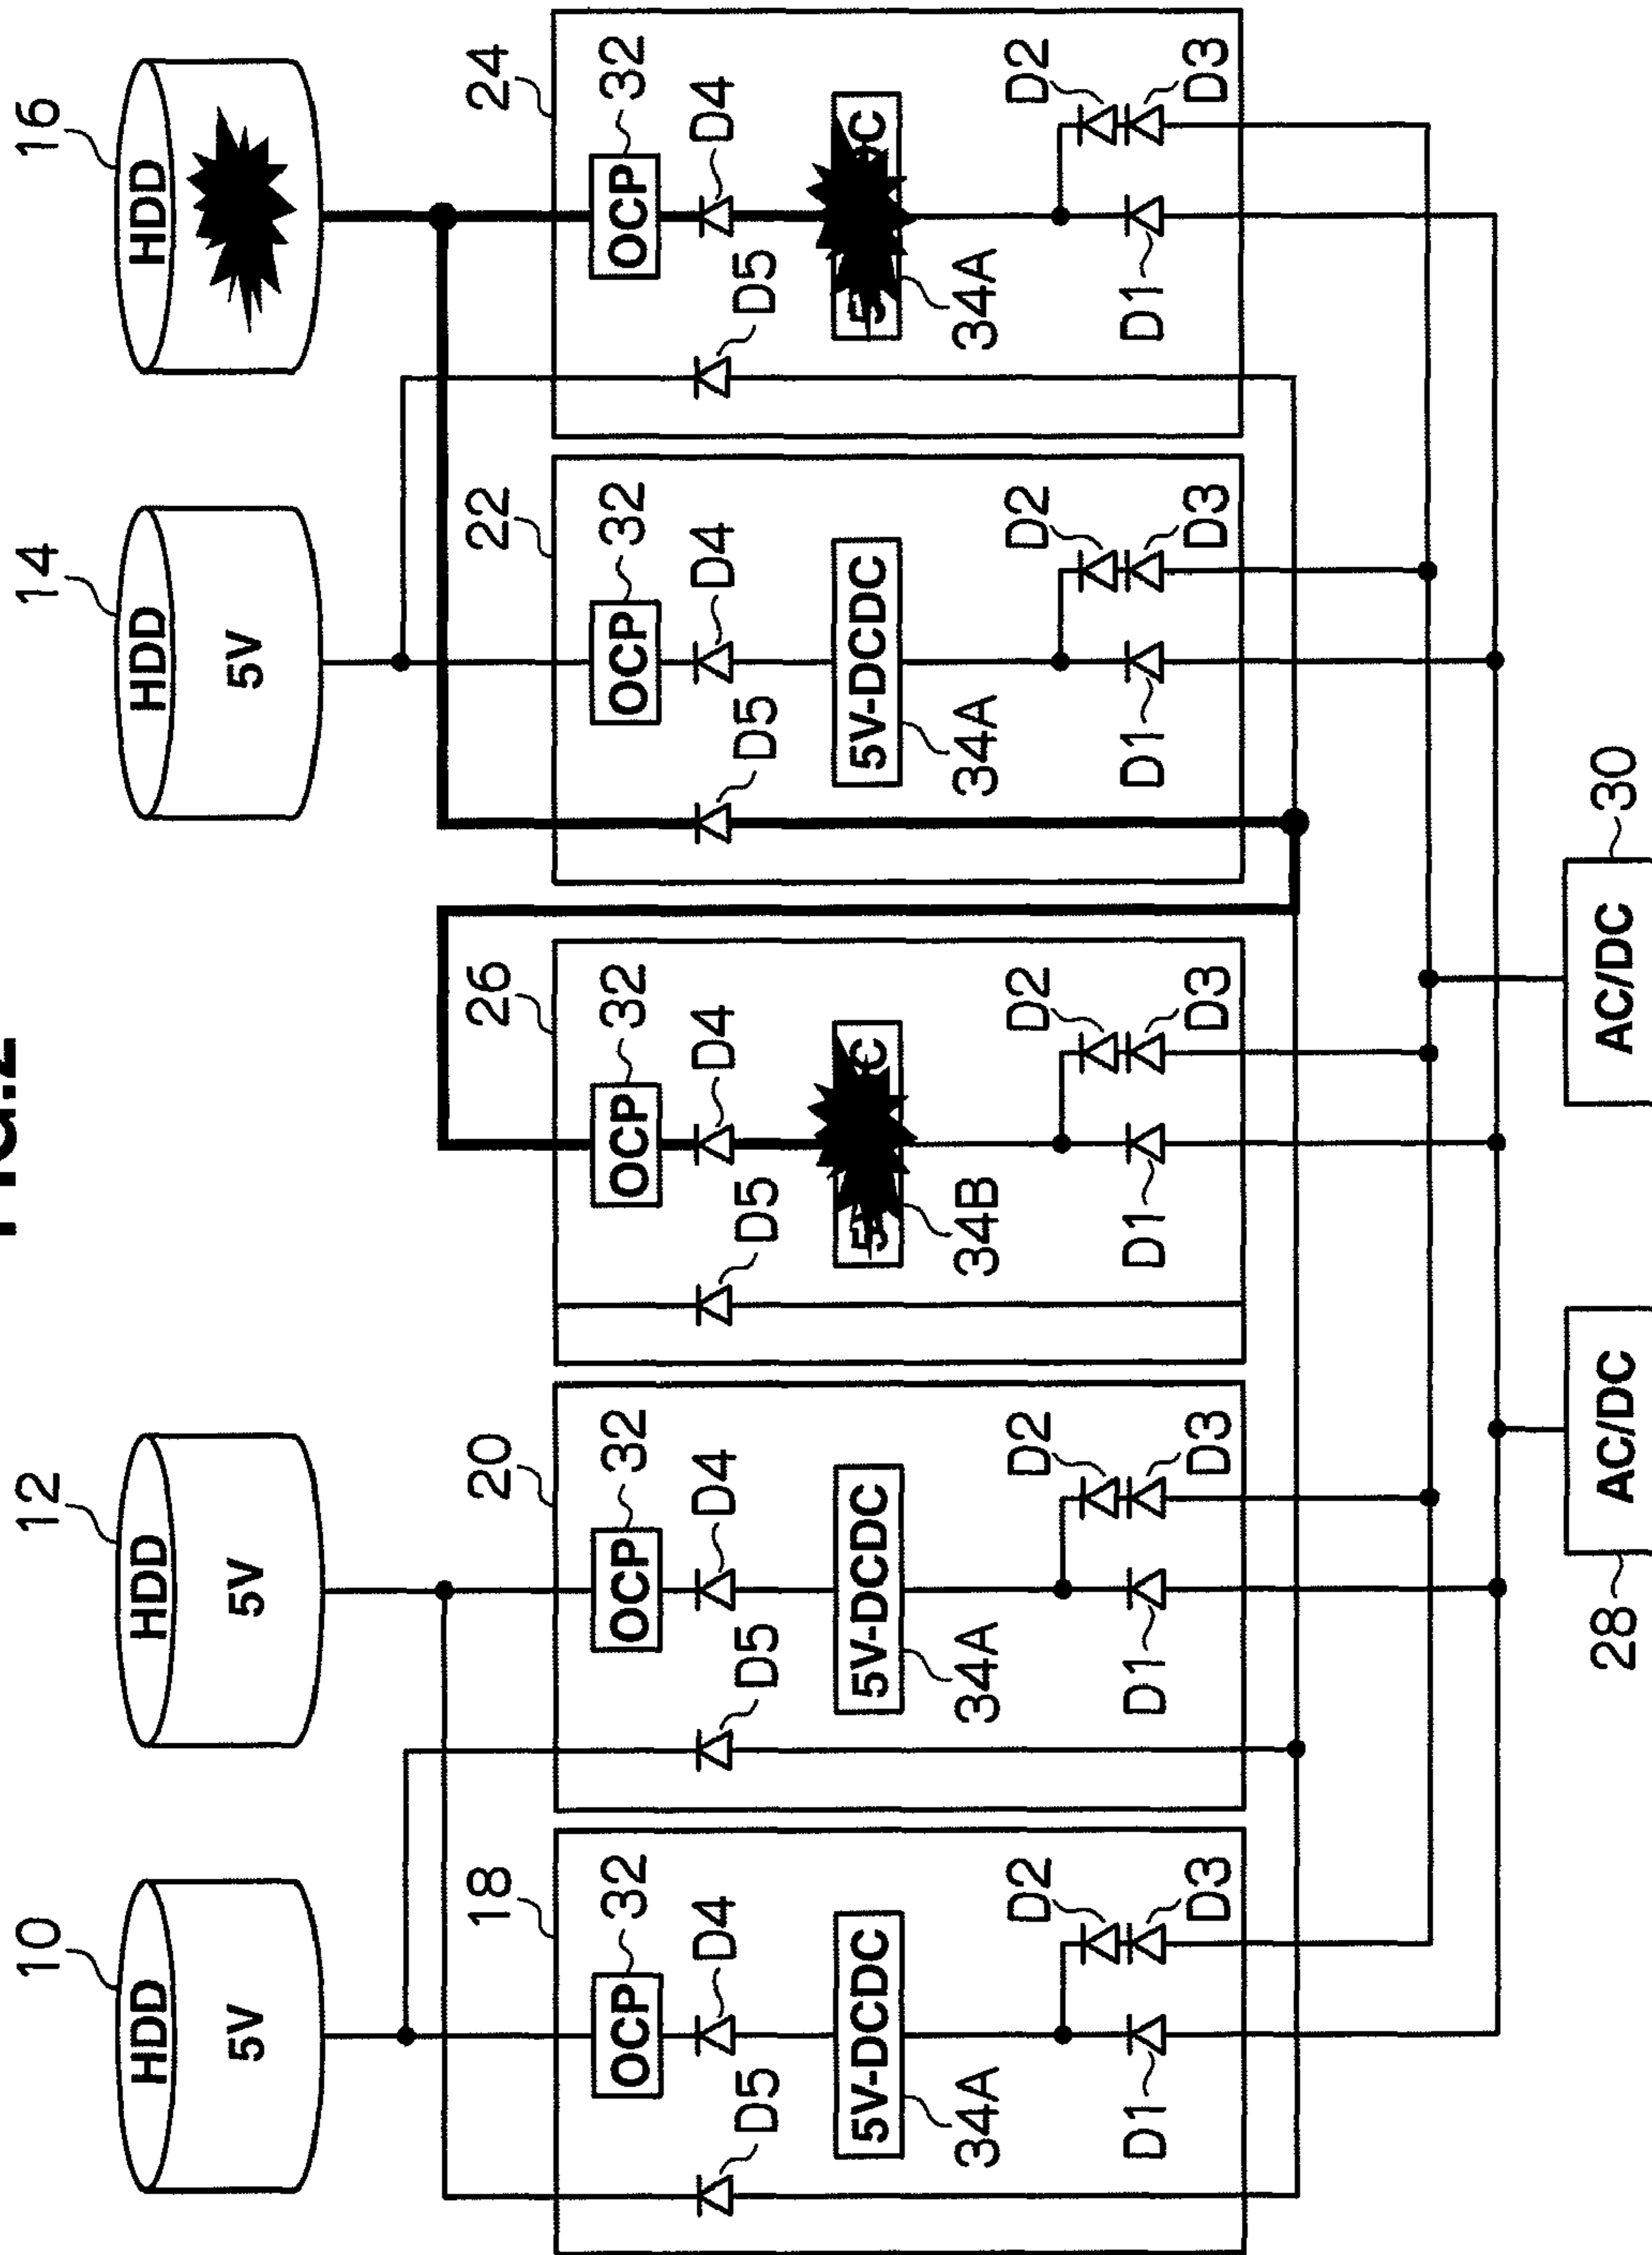 FIG.2
10
12
14
16
HDD
HDD
HDD
HDD
5V
5V
5V
18
20
26
22
24
OCP
32
OCP
32
OCP
32
OCP
32
OCP
32
D4
D4
D4
D4
D4
D5
D5
D5
D5
D5
5V-DCDC
5V-DCDC
5V-DCDC
34A
34A
34B
34A
34A
D2
D2
D2
D2
D2
D1
D3
D1
D3
D1
D3
D1
D3
D1
D3
28
AC/DC
AC/DC
30